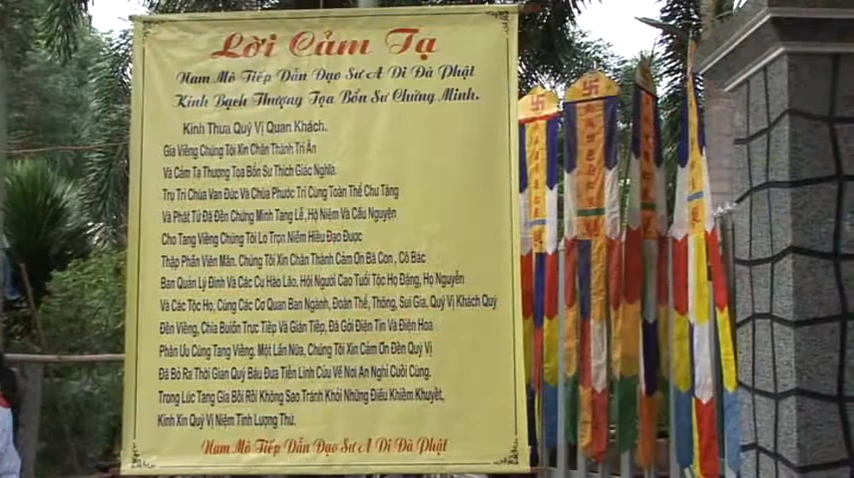 Lời Cảm Tạ
Nam Mô Tiếp Dẫn Đạo Sư A Di Đà Phật
Kính Bạch Thượng Tọa Bổn Sư Chứng Minh.
Kính Thưa Quý Vị Quan Khách.
Gia Viêng Chúng Tôi Xin Chân Thành Tri Ân
Và Cảm Tạ Thượng Tọa Bổn Sư Thích Giác Nghĩa.
Trụ Trì Chùa Van Đức Và Chùa Phước Trí Cùng Toàn Thể Chư Tăng
Và Phật Tử Đã Đến Chứng Minh Tang Lễ, Hộ Niệm Và Cầu Nguyện
Cho Tang Viêng Chúng Tôi Lo Trọn Niềm Hiếu Đạo Được
Thập Phần Viên Mãn. Chúng Tôi Xin Chân Thành Cảm Ơn Bà Con , Cô Bác
Ban Quản Lý Đình Và Các Cụ Hào Lão, Hội Người Cao Tuổi Tộc Họ Đặng, Họ Nguyễn
Và Các Tộc Họ, Cùng Các Cơ Quan Ban Ngành, Đoàn Thể, Thông, Sui Gia, Quý Vị Khách Quý
Đến Viêng, Chia Buồn Trực Tiếp Và Gián Tiếp, Đã Gởi Điện Tín Và Điện Hoa
Phân Ưu Cùng Tang Viêng. Một Lần Nữa, Chúng Tôi Xin Cảm Ơn Đến Quý Vị
Đã Bỏ Ra Thời Gian Quý Báu Đưa Tiễn Linh Cửu Về Nơi An Nghỉ Cuối Cùng.
Trong Lúc Tang Gia Bối Rối Không Sao Tránh Khỏi Những Điều Khiếm Khuyết,
Kính Xin Quý Vị Niệm Tình Lượng Thứ.
Nam Mô Tiếp Dẫn Đạo Sư A Di Đà Phật